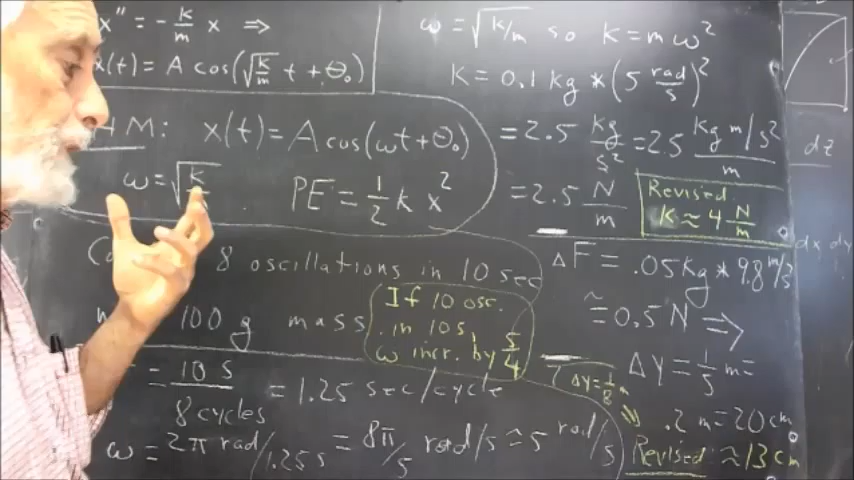 x'' = -k/m x ⇒
x(t) = A cos(√(k/m) t + θ₀)
HM: x(t) = A cos(ωt + θ₀)
ω = √k
PE = 1/2 k x²
8 oscillations in 10 sec
100 g mass
If 10 osc.
in 10 s,
ω incr. by 5/4
= 10 s / 8 cycles = 1.25 sec/cycle
ω = 2π rad/1.25 s = 8π/5 rad/s ≈ 5 rad/s
ω = √(k/m) so k = mω²
K = 0.1 kg * (5 rad/s)²
= 2.5 kg/s² = 2.5 kg m/s² / m
= 2.5 N/m
Revised:
k ≈ 4 N/m
ΔF = .05 kg * 9.8 m/s²
≈ 0.5 N ⇒
ΔY = 1/5 m =
ΔY = 1/8 m
.2 m = 20 cm
Revised ≈ 13 cm
dz
dx dy